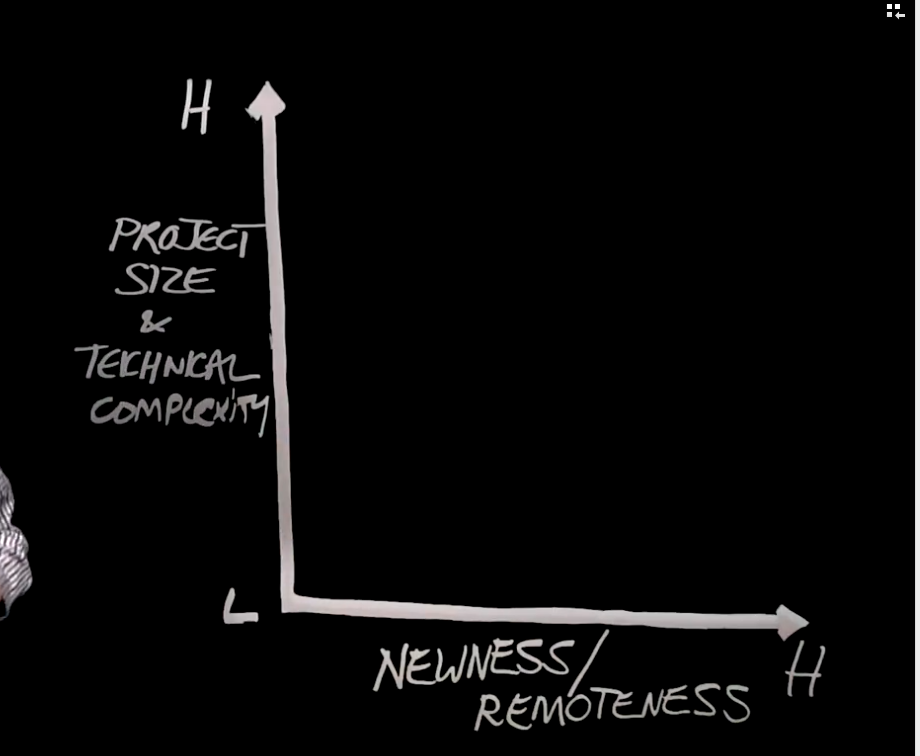 H
PROJECT
SIZE
&
TECHNICAL
COMPLEXITY
L
NEWNESS/
REMOTENESS
H